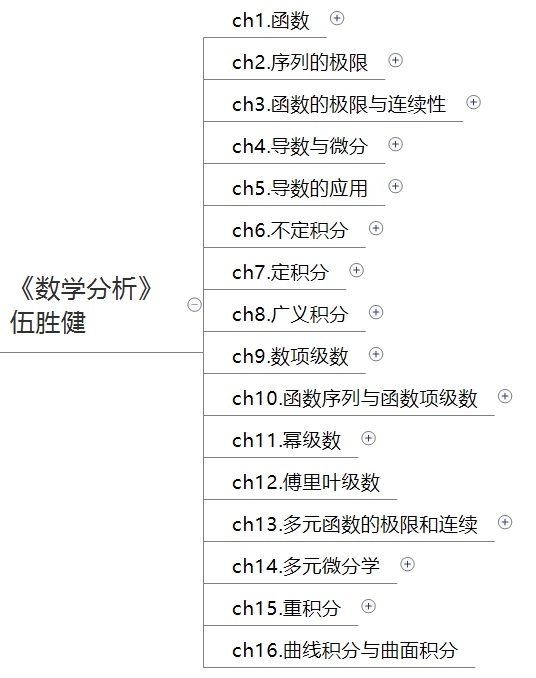 《数学分析》
伍胜健
ch1.函数
ch2.序列的极限
ch3.函数的极限与连续性
ch4.导数与微分
ch5.导数的应用
ch6.不定积分
ch7.定积分
ch8.广义积分
ch9.数项级数
ch10.函数序列与函数项级数
ch11.幂级数
ch12.傅里叶级数
ch13.多元函数的极限和连续
ch14.多元微分学
ch15.重积分
ch16.曲线积分与曲面积分